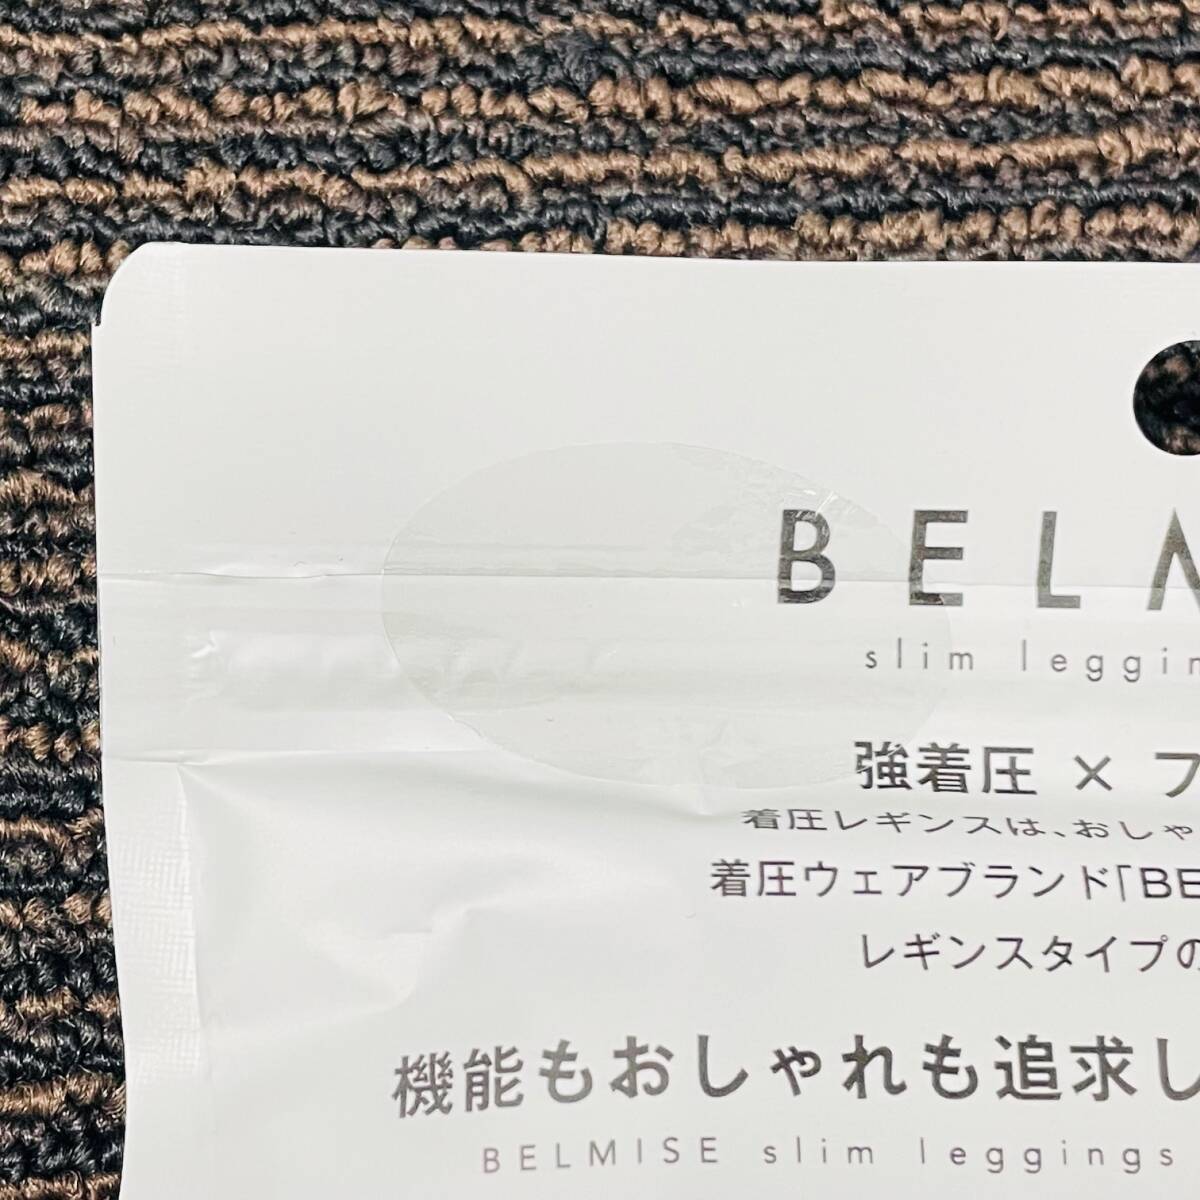 BELM
slim leggin
強着圧 × フ
着圧レギンスは、おしゃ
着圧ウェアブランド「BE
レギンスタイプの
機能もおしゃれも追求し
BELMISE slim leggings